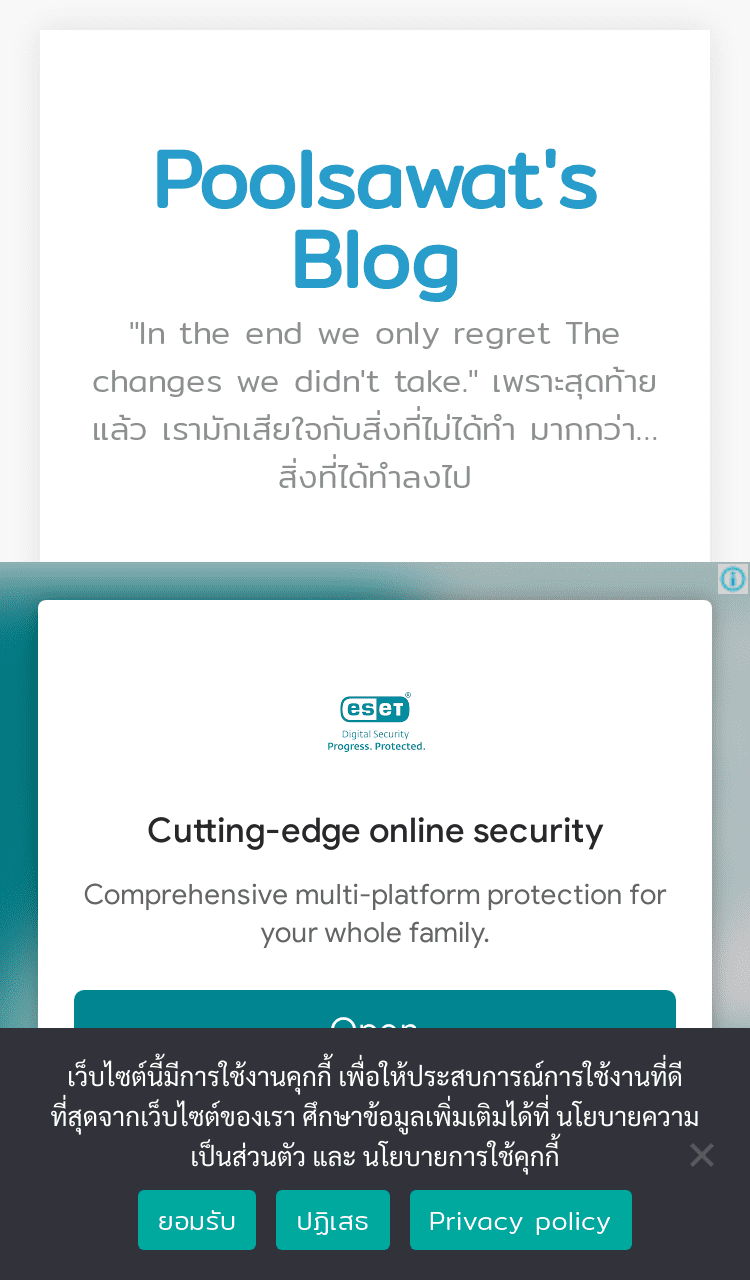 Poolsawat's
Blog
"In the end we only regret The
changes we didn't take." เพราะสุดท้าย
แล้ว เรามักเสียใจกับสิ่งที่ไม่ได้ทำ มากกว่า...
สิ่งที่ได้ทำลงไป
eset®
Digital Security
Progress. Protected.
Cutting-edge online security
Comprehensive multi-platform protection for
your whole family.
Open
เว็บไซต์นี้มีการใช้งานคุกกี้ เพื่อให้ประสบการณ์การใช้งานที่ดี
ที่สุดจากเว็บไซต์ของเรา ศึกษาข้อมูลเพิ่มเติมได้ที่ นโยบายความ
เป็นส่วนตัว และ นโยบายการใช้คุกกี้
ยอมรับ ปฏิเสธ Privacy policy